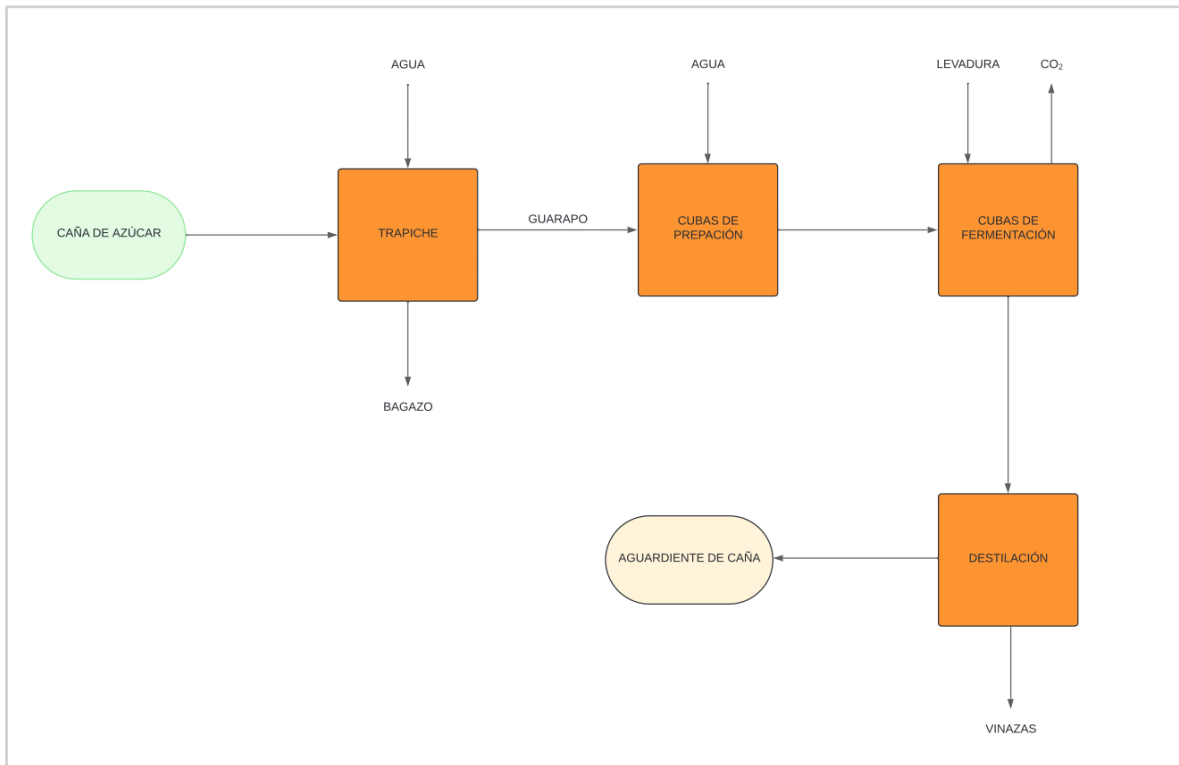 AGUA
AGUA
LEVADURA
CO₂
CAÑA DE AZÚCAR
TRAPICHE
GUARAPO
CUBAS DE
PREPACIÓN
CUBAS DE
FERMENTACIÓN
BAGAZO
AGUARDIENTE DE CAÑA
DESTILACIÓN
VINAZAS